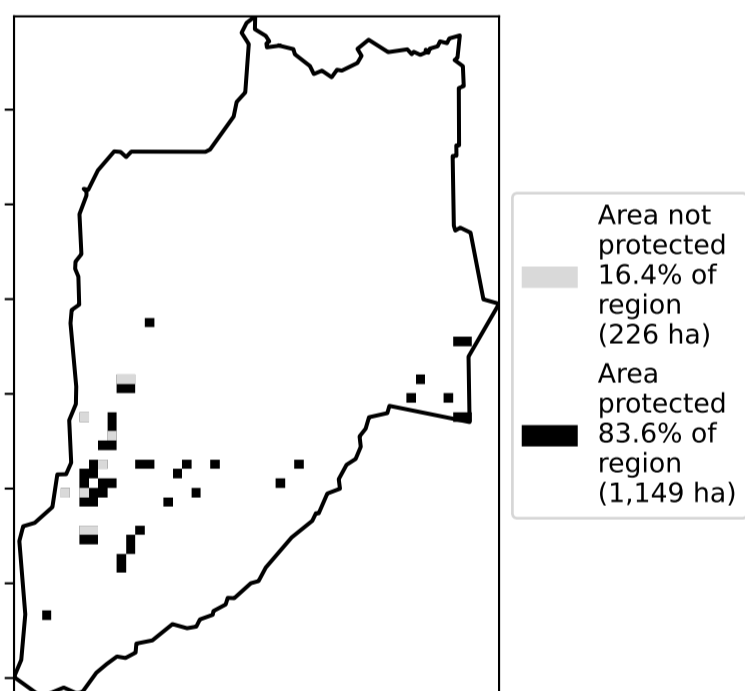 Area not
protected
16.4% of
region
(226 ha)
Area
protected
83.6% of
region
(1,149 ha)